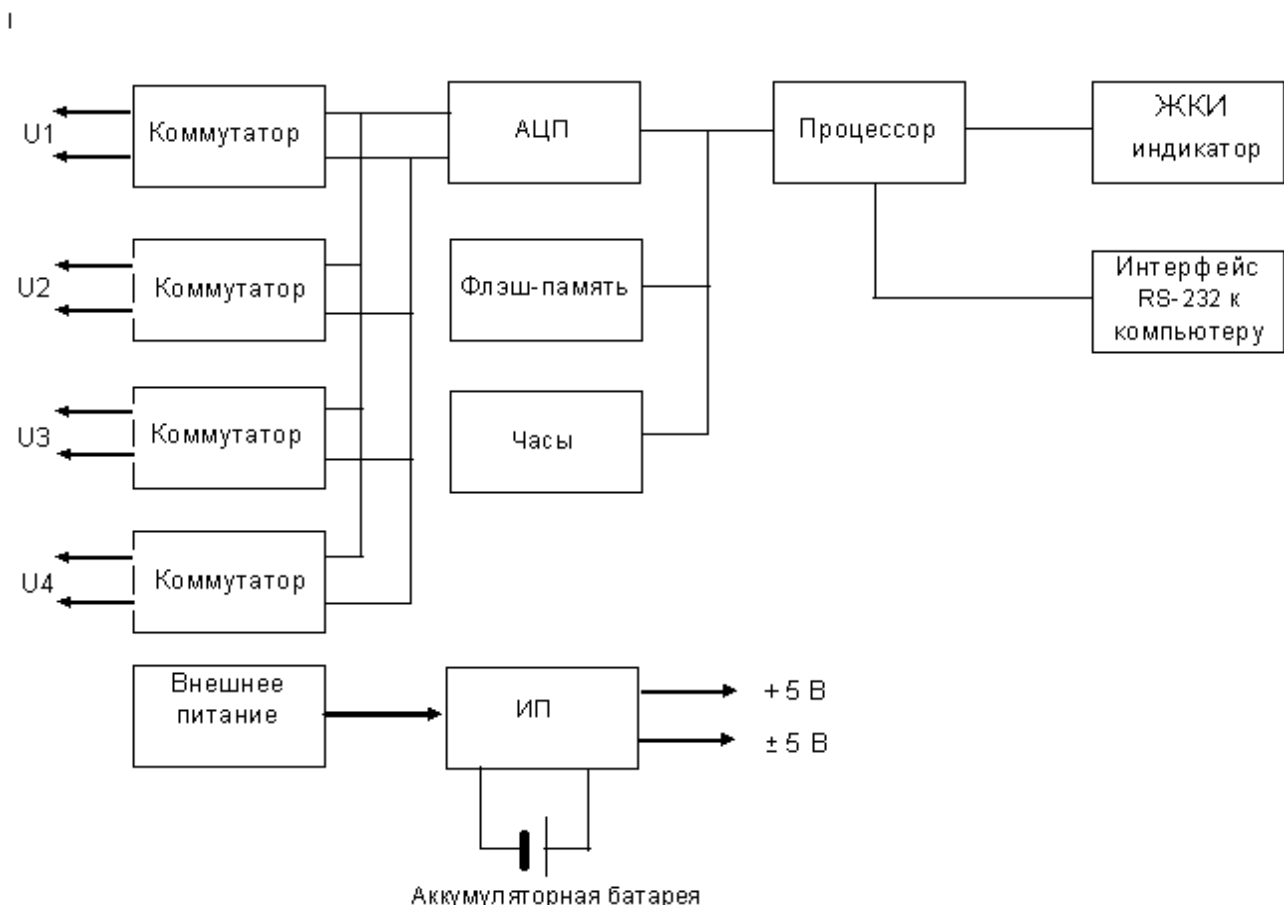 I
U1
Коммутатор
АЦП
Процессор
ЖКИ
индикатор
U2
Коммутатор
Флэш-память
Интерфейс
RS-232 к
компьютеру
U3
Коммутатор
Часы
U4
Коммутатор
Внешнее
питание
ИП
+5 В
± 5 В
Аккумуляторная батарея